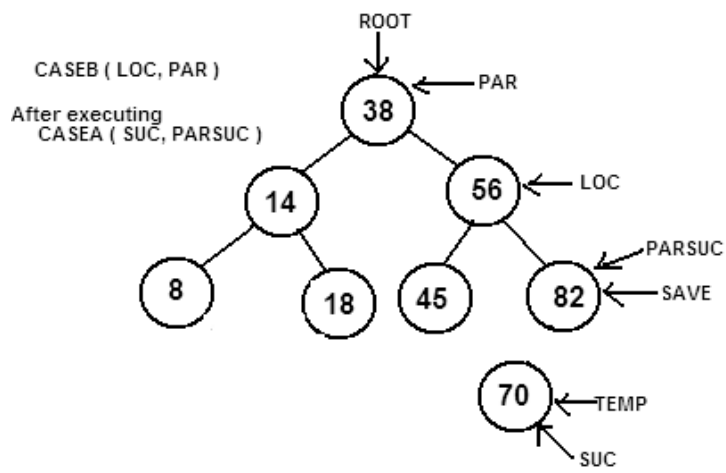 ROOT
CASEB ( LOC, PAR )
PAR
After executing
CASEA ( SUC, PARSUC )
38
14
56
LOC
PARSUC
8
18
45
82
SAVE
70
TEMP
SUC